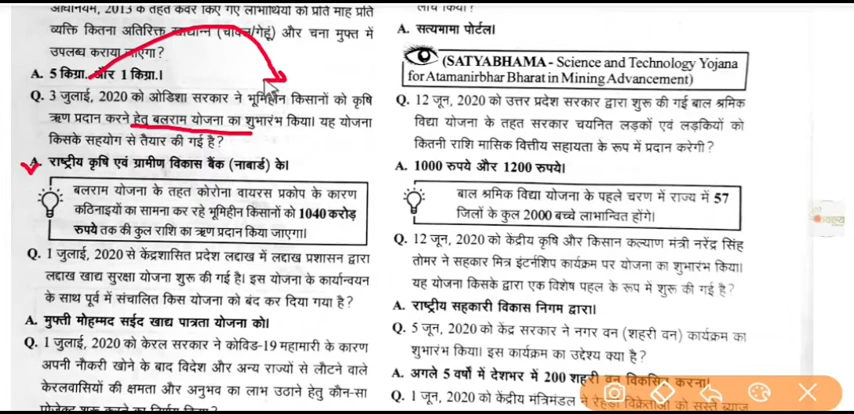 अधिनियम, 2013 के तहत कवर किए गए लाभार्थियों को प्रति माह प्रति
व्यक्ति कितना अतिरिक्त खाद्यान्न (चावल/गेहूं) और चना मुफ्त में
उपलब्ध कराया जाएगा?
A. 5 किग्रा. और 1 किग्रा.।
Q. 3 जुलाई, 2020 को ओडिशा सरकार ने भूमिहीन किसानों को कृषि
ऋण प्रदान करने हेतु बलराम योजना का शुभारंभ किया। यह योजना
किसके सहयोग से तैयार की गई है?
A. राष्ट्रीय कृषि एवं ग्रामीण विकास बैंक (नाबार्ड) के।
बलराम योजना के तहत कोरोना वायरस प्रकोप के कारण
कठिनाइयों का सामना कर रहे भूमिहीन किसानों को 1040 करोड़
रुपये तक की कुल राशि का ऋण प्रदान किया जाएगा।
Q. 1 जुलाई, 2020 से केंद्रशासित प्रदेश लद्दाख में लद्दाख प्रशासन द्वारा
लद्दाख खाद्य सुरक्षा योजना शुरू की गई है। इस योजना के कार्यान्वयन
के साथ पूर्व में संचालित किस योजना को बंद कर दिया गया है?
A. मुफ्ती मोहम्मद सईद खाद्य पात्रता योजना को।
Q. 1 जुलाई, 2020 को केरल सरकार ने कोविड-19 महामारी के कारण
अपनी नौकरी खोने के बाद विदेश और अन्य राज्यों से लौटने वाले
केरलवासियों की क्षमता और अनुभव का लाभ उठाने हेतु कौन-सा
प्रोजेक्ट शुरू करने का निर्णय किया?
A. सत्यभामा पोर्टल।
(SATYABHAMA - Science and Technology Yojana
for Atamanirbhar Bharat in Mining Advancement)
Q. 12 जून, 2020 को उत्तर प्रदेश सरकार द्वारा शुरू की गई बाल श्रमिक
विद्या योजना के तहत सरकार चयनित लड़कों एवं लड़कियों को
कितनी राशि मासिक वित्तीय सहायता के रूप में प्रदान करेगी?
A. 1000 रुपये और 1200 रुपये।
बाल श्रमिक विद्या योजना के पहले चरण में राज्य में 57
जिलों के कुल 2000 बच्चे लाभान्वित होंगे।
Q. 12 जून, 2020 को केंद्रीय कृषि और किसान कल्याण मंत्री नरेंद्र सिंह
तोमर ने सहकार मित्र इंटर्नशिप कार्यक्रम पर योजना का शुभारंभ किया।
यह योजना किसके द्वारा एक विशेष पहल के रूप में शुरू की गई है?
A. राष्ट्रीय सहकारी विकास निगम द्वारा।
Q. 5 जून, 2020 को केंद्र सरकार ने नगर वन (शहरी वन) कार्यक्रम का
शुभारंभ किया। इस कार्यक्रम का उद्देश्य क्या है?
A. अगले 5 वर्षों में देशभर में 200 शहरी वन विकसित करना।
Q. 1 जून, 2020 को केंद्रीय मंत्रिमंडल ने रेहड़ी विक्रेताओं को सस्ते ब्याज